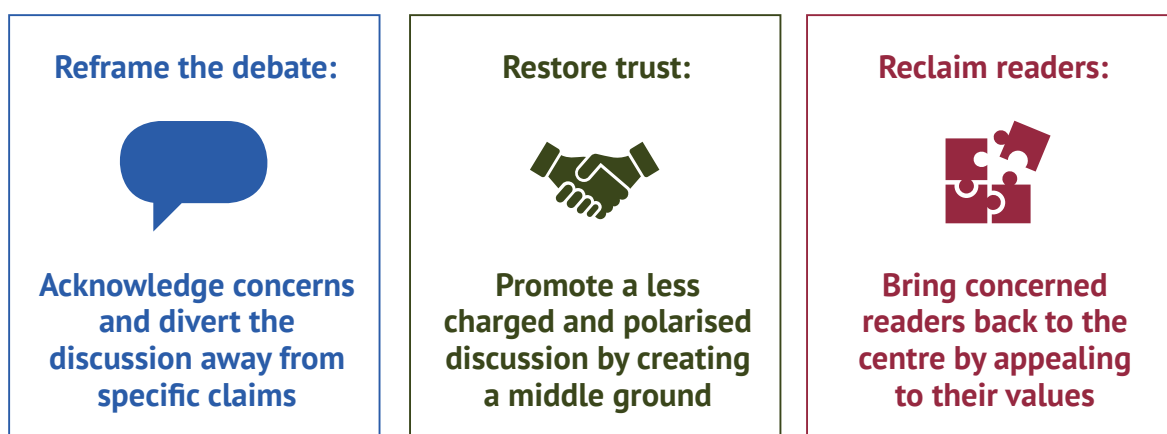 Reframe the debate:
Acknowledge concerns
and divert the
discussion away from
specific claims
Restore trust:
Promote a less
charged and polarised
discussion by creating
a middle ground
Reclaim readers:
Bring concerned
readers back to the
centre by appealing
to their values